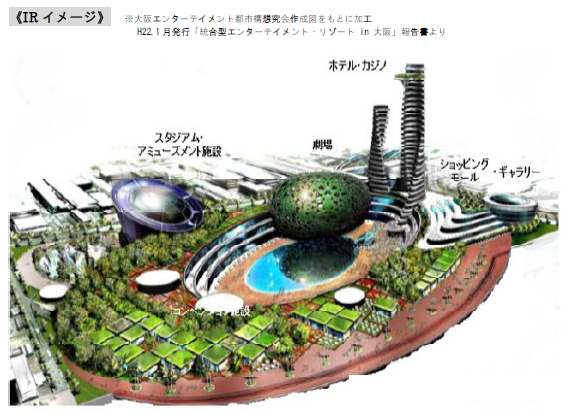 《IRイメージ》
※大阪エンターテイメント都市構想究会作成図をもとに加工
H22.1月発行「統合型エンターテイメント・リゾート in 大阪」報告書より
ホテル・カジノ
スタジアム・
アミューズメント施設
劇場
ショッピング
モール
・ギャラリー
コンベンション施設